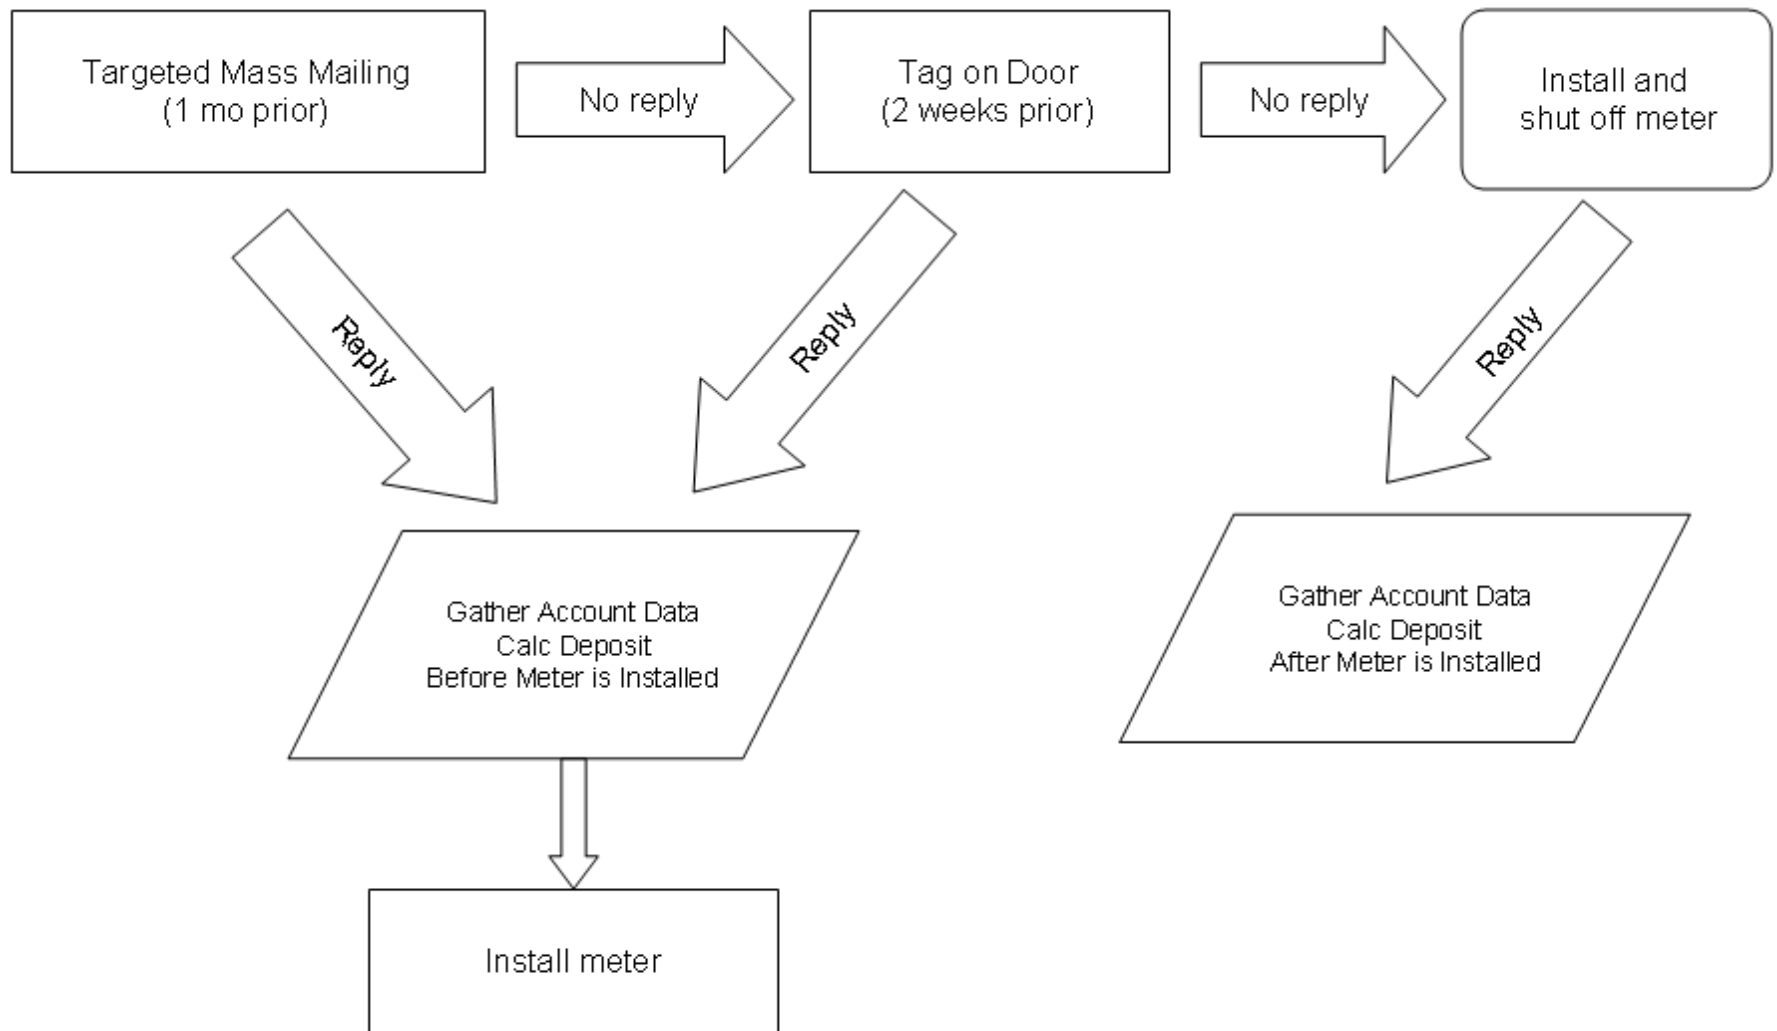 Targeted Mass Mailing
(1 mo prior)
No reply
Tag on Door
(2 weeks prior)
No reply
Install and
shut off meter
Reply
Reply
Reply
Gather Account Data
Calc Deposit
Before Meter is Installed
Gather Account Data
Calc Deposit
After Meter is Installed
Install meter